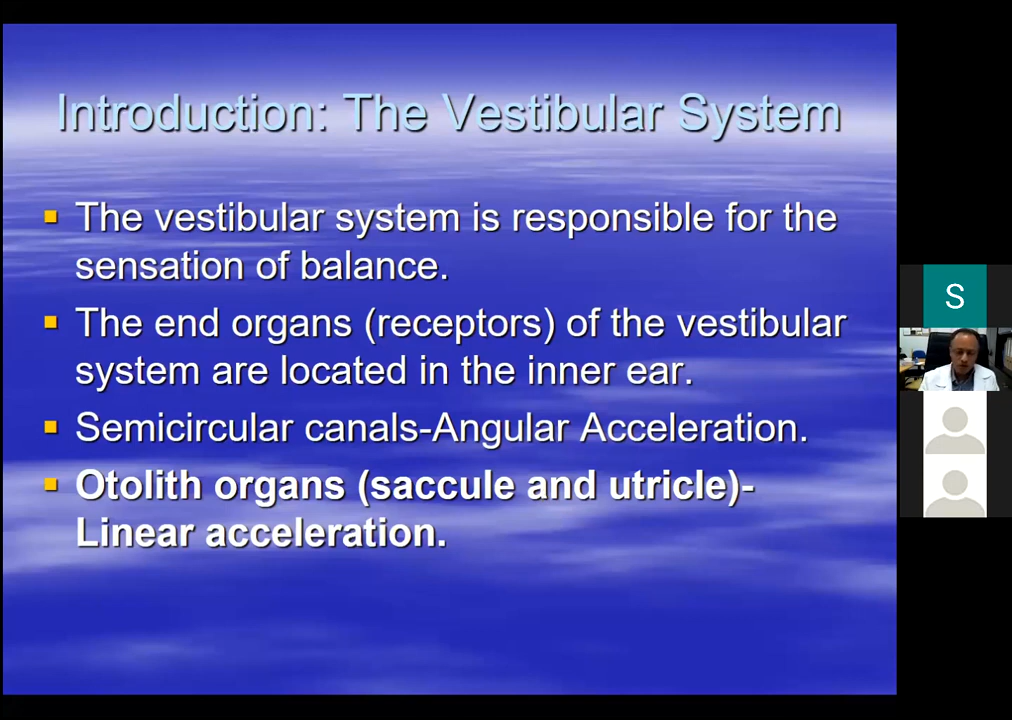 Introduction: The Vestibular System
The vestibular system is responsible for the
sensation of balance.
The end organs (receptors) of the vestibular
system are located in the inner ear.
Semicircular canals-Angular Acceleration.
Otolith organs (saccule and utricle)-
Linear acceleration.
S